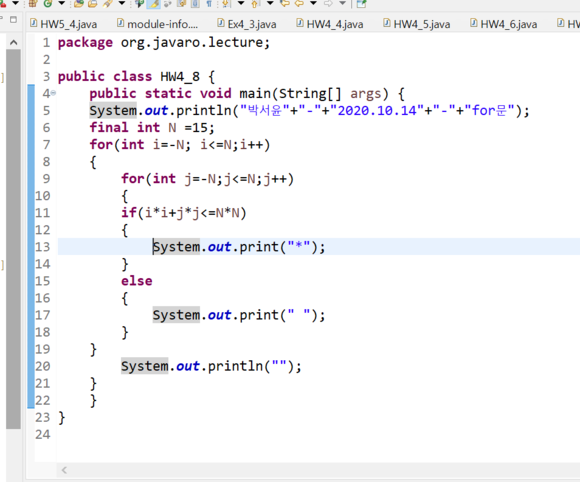 HW5_4.java module-info.... Ex4_3.java HW4_4.java HW4_5.java HW4_6.java
1 package org.javaro.lecture;
2
3 public class HW4_8 {
4 public static void main(String[] args) {
5 System.out.println("박서윤"+"-"+"2020.10.14"+"-"+"for문");
6 final int N =15;
7 for(int i=-N; i<=N;i++)
8 {
9 for(int j=-N;j<=N;j++)
10 {
11 if(i*i+j*j<=N*N)
12 {
13 System.out.print("*");
14 }
15 else
16 {
17 System.out.print(" ");
18 }
19 }
20 System.out.println("");
21 }
22 }
23 }
24